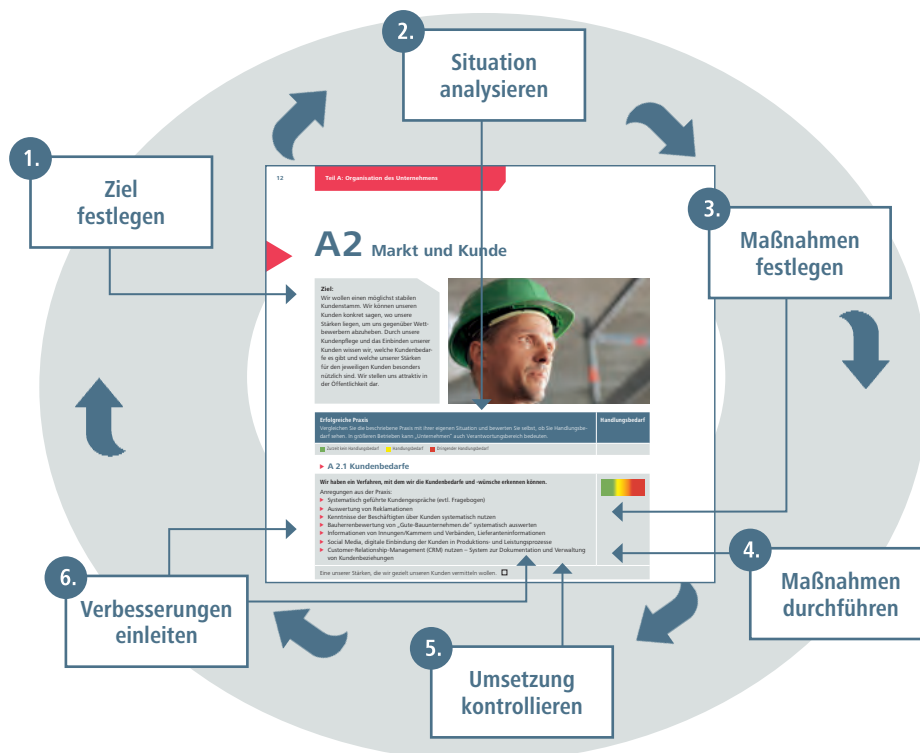 2.
Situation
analysieren
1.
Ziel
festlegen
3.
Maßnahmen
festlegen
12
Teil A: Organisation des Unternehmens
A2 Markt und Kunde
Ziel:
Wir wollen einen möglichst stabilen
Kundenstamm. Wir können unseren
Kunden konkret sagen, wo unsere
Stärken liegen, um uns gegenüber Wett-
bewerbern abzuheben. Durch unsere
Kundenpflege und das Einbinden unserer
Kunden wissen wir, welche Kundenbedar-
fe es gibt und welche unserer Stärken
für den jeweiligen Kunden besonders
nützlich sind. Wir stellen uns attraktiv in
der Öffentlichkeit dar.
Erfolgreiche Praxis
Handlungsbedarf
Vergleichen Sie die beschriebene Praxis mit Ihrer eigenen Situation und bewerten Sie selbst, ob Sie Handlungsbe-
darf sehen. In größeren Betrieben kann „Unternehmen“ auch Verantwortungsbereich bedeuten.
Zurzeit kein Handlungsbedarf Handlungsbedarf Dringender Handlungsbedarf
A 2.1 Kundenbedarfe
Wir haben ein Verfahren, mit dem wir die Kundenbedarfe und -wünsche erkennen können.
Anregungen aus der Praxis:
Systematisch geführte Kundengespräche (evtl. Fragebogen)
Auswertung von Reklamationen
Kenntnisse der Beschäftigten über Kunden systematisch nutzen
Bauherrenbewertung von „Gute-Bauunternehmen.de“ systematisch auswerten
Informationen von Innungen/Kammern und Verbänden, Lieferanteninformationen
Social Media, digitale Einbindung der Kunden in Produktions- und Leistungsprozesse
Customer-Relationship-Management (CRM) nutzen – System zur Dokumentation und Verwaltung
von Kundenbeziehungen
Eine unserer Stärken, die wir gezielt unseren Kunden vermitteln wollen.
4.
Maßnahmen
durchführen
6.
Verbesserungen
einleiten
5.
Umsetzung
kontrollieren